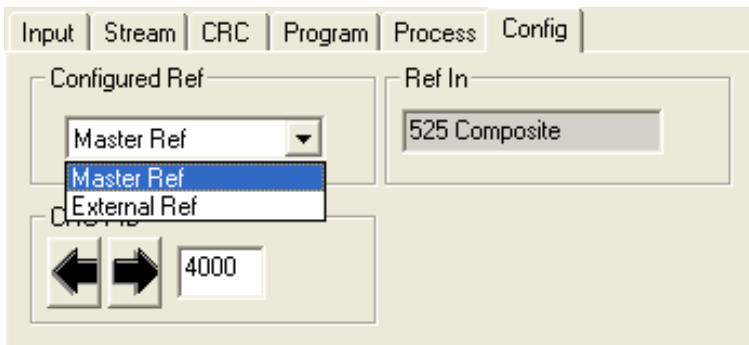 Input Stream CRC Program Process Config
Configured Ref
Ref In
Master Ref
525 Composite
Master Ref
External Ref
4000